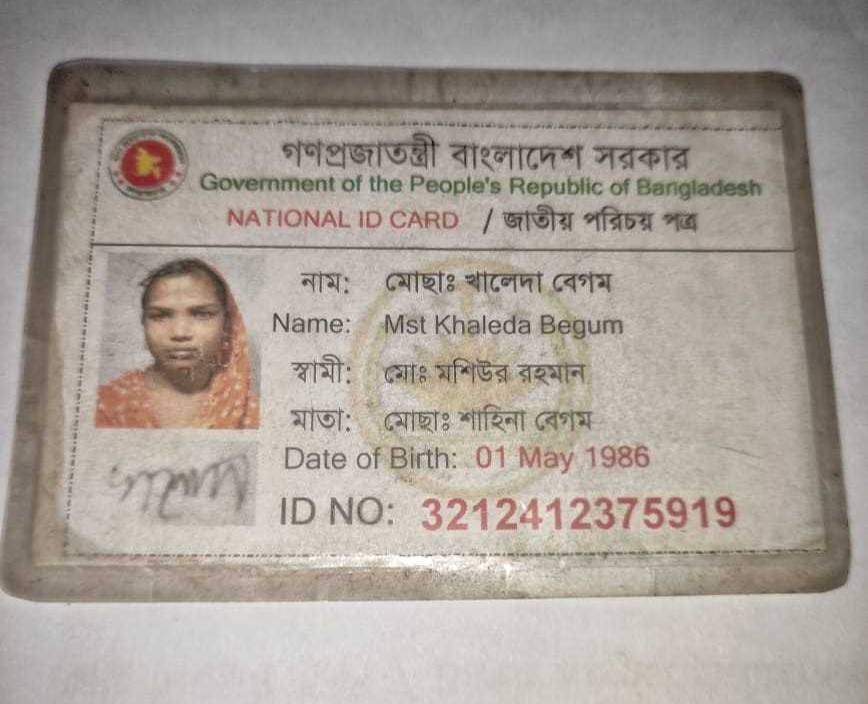 গণপ্রজাতন্ত্রী বাংলাদেশ সরকার
Government of the People's Republic of Bangladesh
NATIONAL ID CARD / জাতীয় পরিচয় পত্র
নাম: মোছাঃ খালেদা বেগম
Name: Mst Khaleda Begum
স্বামী: মোঃ মশিউর রহমান
মাতা: মোছাঃ শাহিনা বেগম
Date of Birth: 01 May 1986
ID NO: 3212412375919